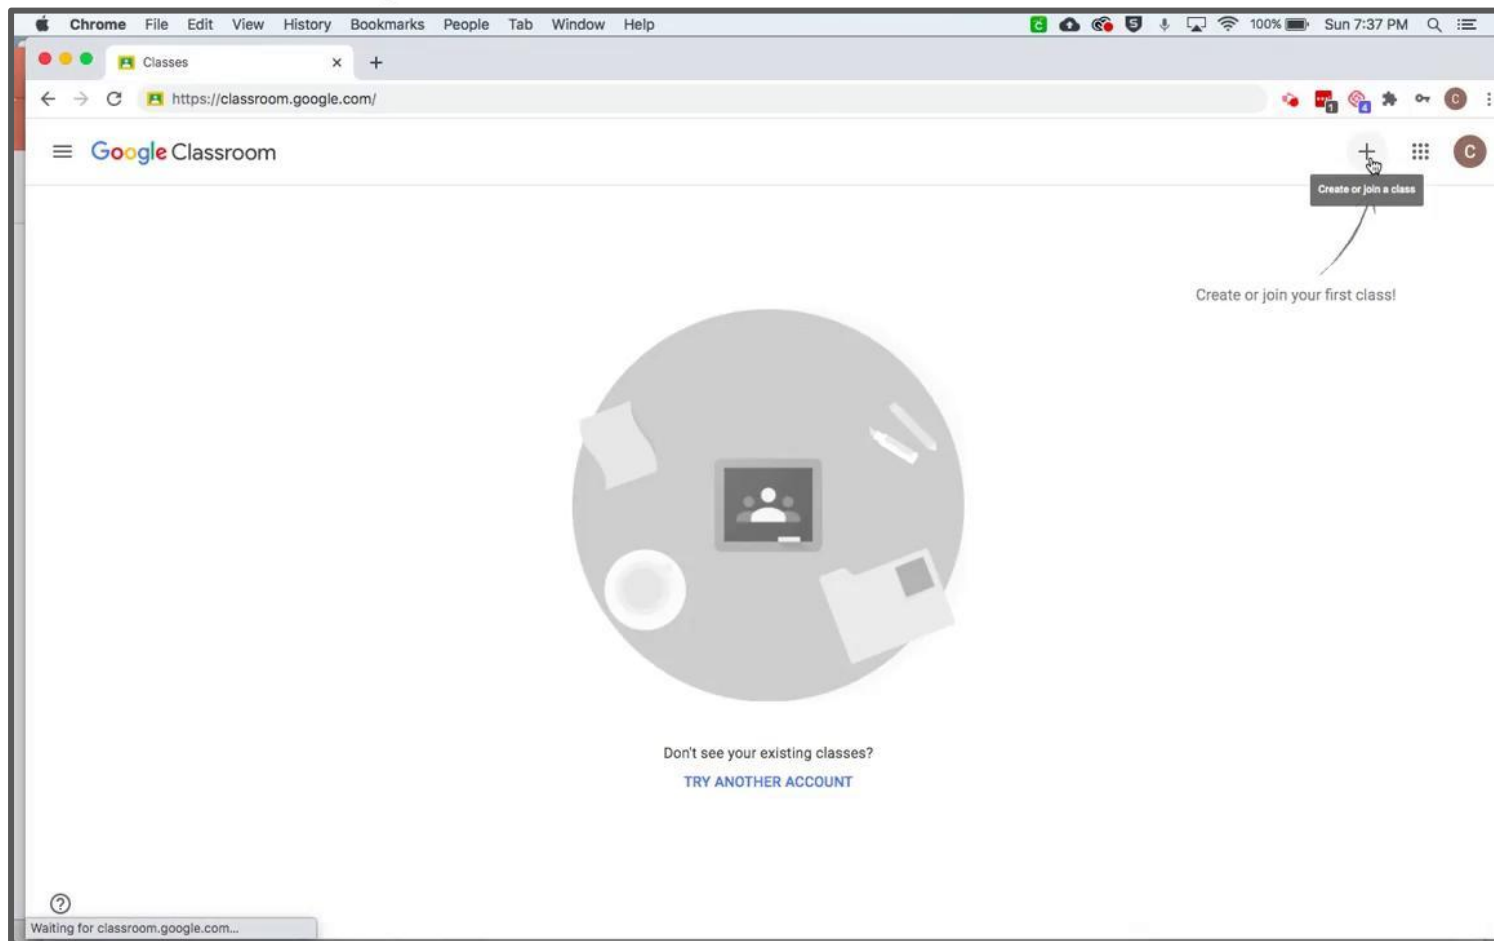 Chrome File Edit View History Bookmarks People Tab Window Help 100% Sun 7:37 PM
Classes
https://classroom.google.com/
1
4
C
Google Classroom
C
Create or join a class
Create or join your first class!
Don't see your existing classes?
TRY ANOTHER ACCOUNT
Waiting for classroom.google.com...